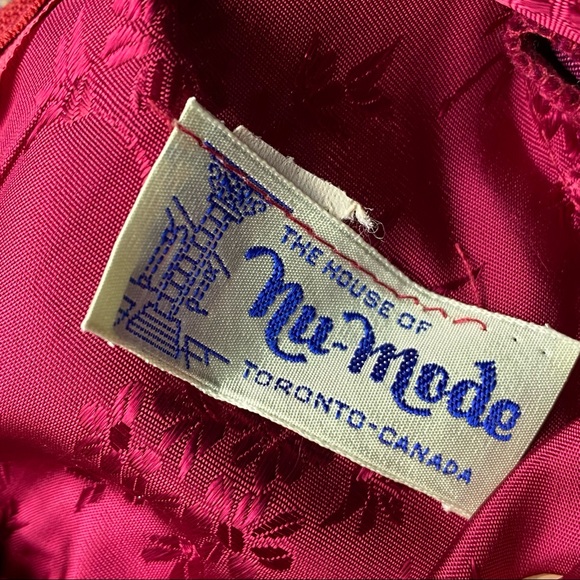 THE HOUSE OF
Nu-Mode
TORONTO-CANADA